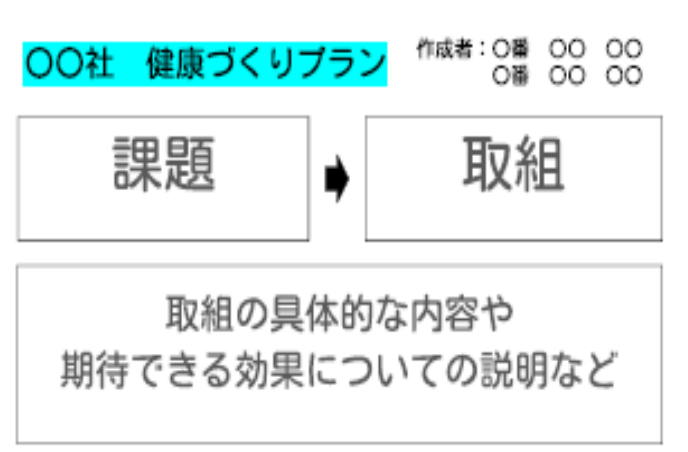 〇〇社　健康づくりプラン
作成者：〇番　〇〇　〇〇
〇番　〇〇　〇〇
課題
取組
取組の具体的な内容や
期待できる効果についての説明など